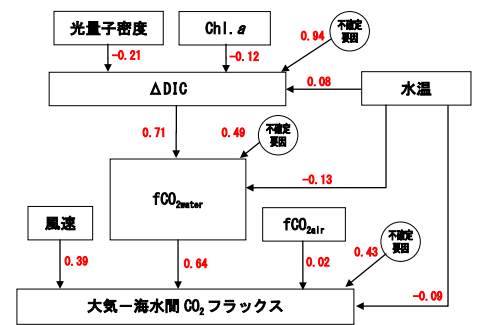 光量子密度
Chl.a
不確定
要因
-0.21
-0.12
0.94
ΔDIC
0.08
水温
0.71
0.49
不確定
要因
fCO2water
-0.13
風速
fCO2air
不確定
要因
0.39
0.64
0.02
0.43
-0.09
大気－海水間CO2フラックス